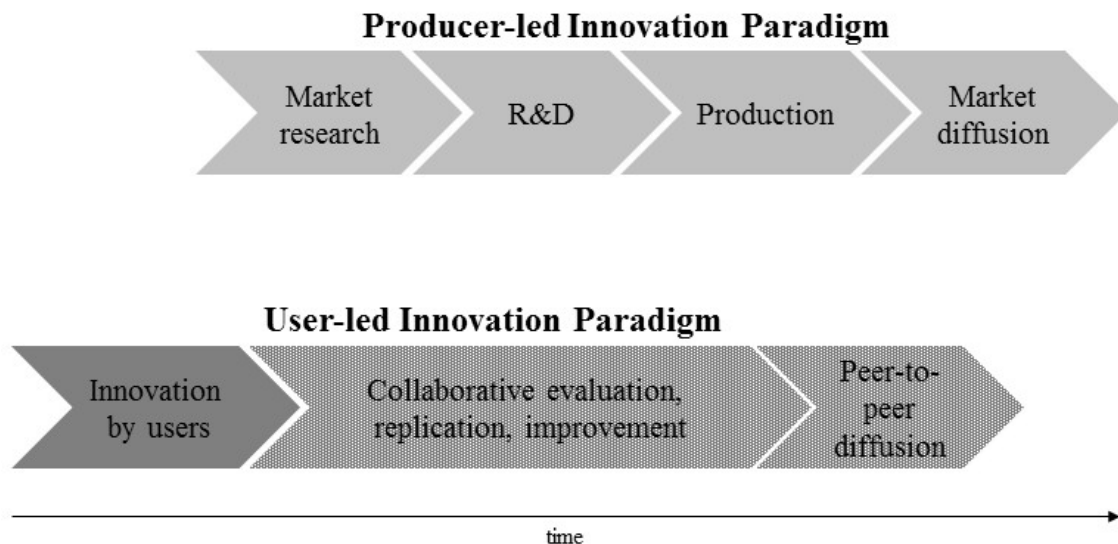 Producer-led Innovation Paradigm
Market
research
R&D
Production
Market
diffusion
User-led Innovation Paradigm
Innovation
by users
Collaborative evaluation,
replication, improvement
Peer-to-
peer
diffusion
time